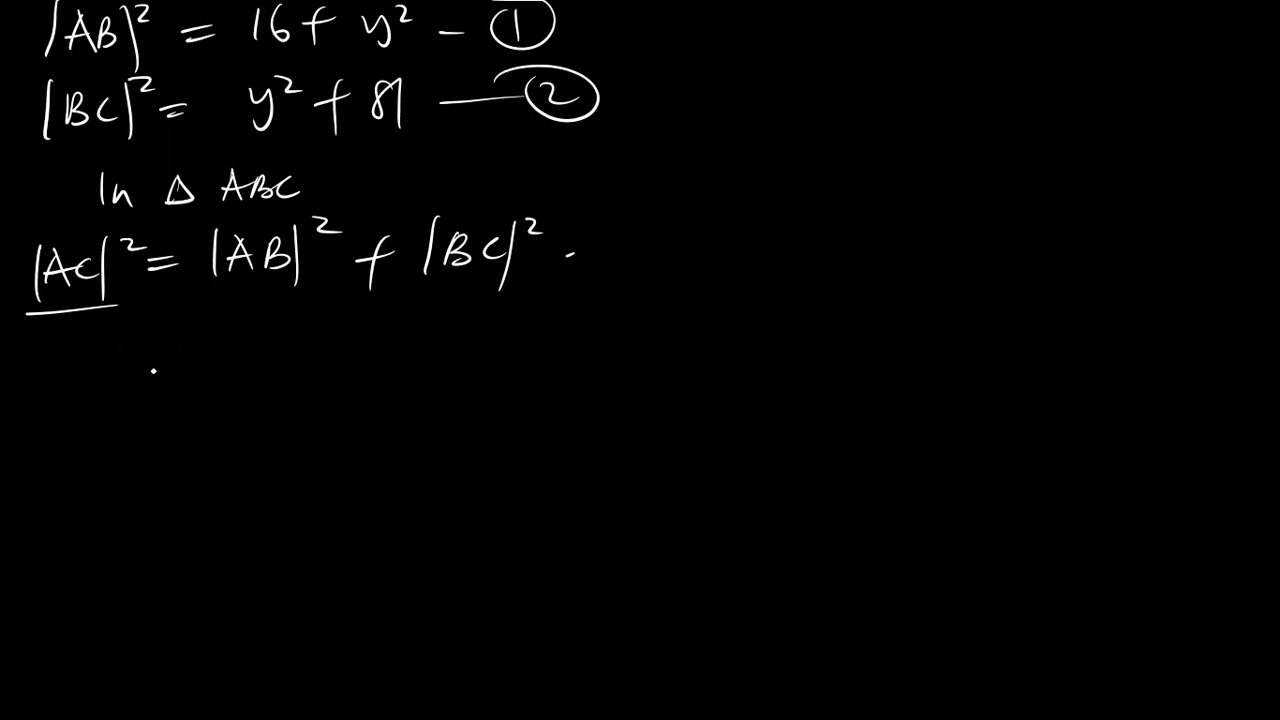 |AB|² = 16 + y² - ①
|BC|² = y² + 81 — ②
In Δ ABC
|AC|² = |AB|² + |BC|² .